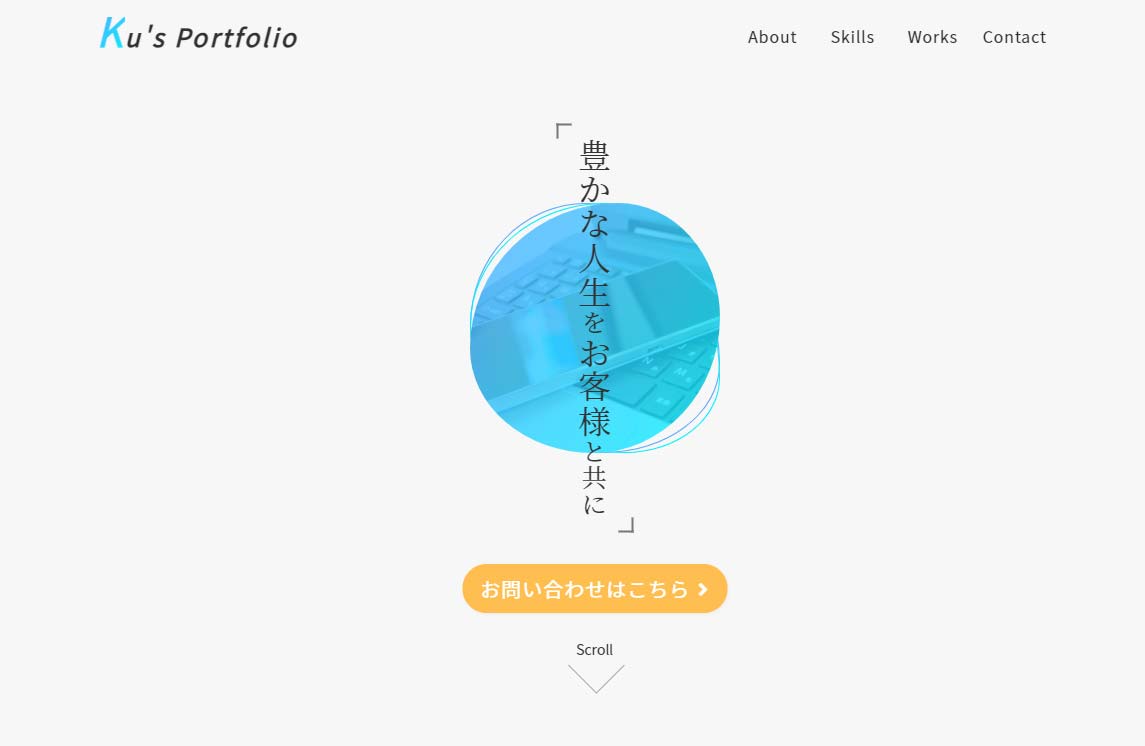 Ku's Portfolio
About
Skills
Works
Contact
豊かな人生をお客様と共に
お問い合わせはこちら
Scroll